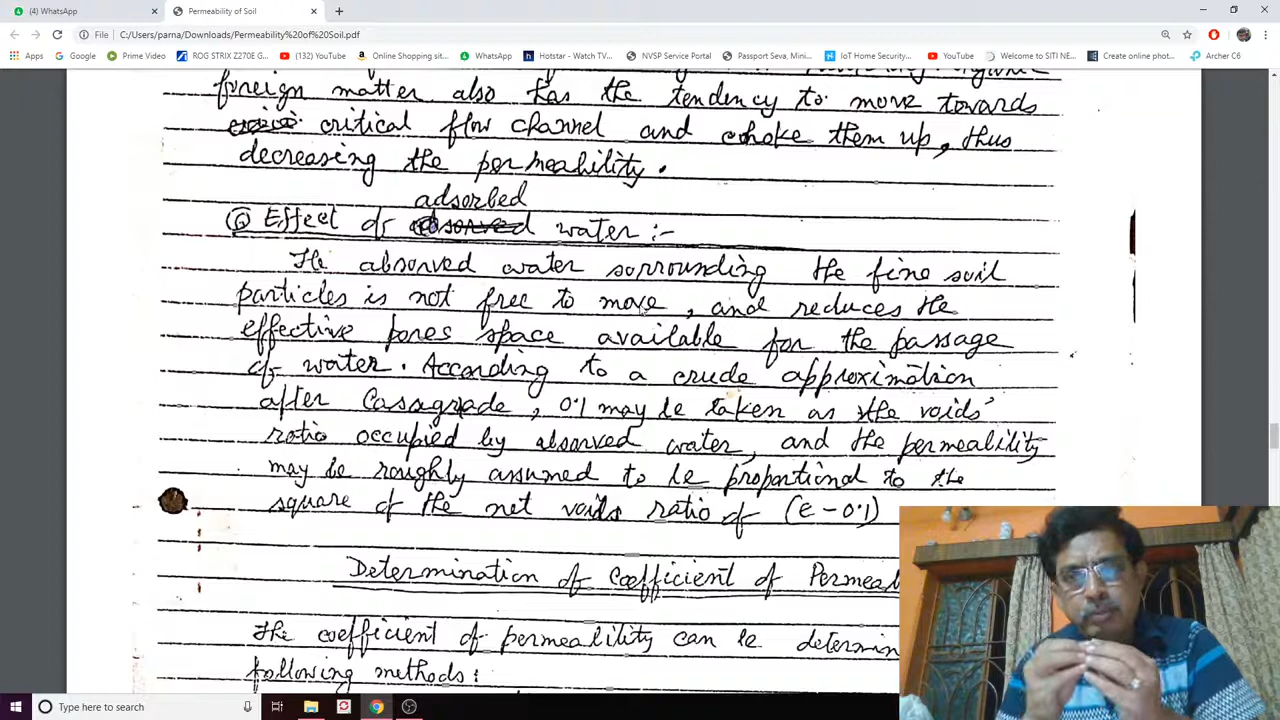 (4) WhatsApp
Permeability of Soil
File
C:/Users/parna/Downloads/Permeability%20of%20Soil.pdf
Apps
Google
Prime Video
ROG STRIX Z270E G...
(132) YouTube
Online Shopping sit...
WhatsApp
Hotstar - Watch TV...
NVSP Service Portal
Passport Seva, Mini...
IoT Home Security...
YouTube
Welcome to SITI NE...
Create online phot...
Archer C6
foreign matter also has the tendency to move towards
critical flow channel and choke them up, thus
decreasing the permeability.
adsorbed
⑥ Effect of water :-
The absorved water sorrounding the fine soil
particles is not free to move, and reduces the
effective pores space available for the passage
of water. According to a crude approximation
after Casagrade, 0.1 may be taken as the voids
ratio occupied by absorved water, and the permeability
may be roughly assumed to be proportional to the
square of the net voids ratio of (e - 0.1)
Determination of Coefficient of Permeab
The coefficient of permeability can be determin
following methods:
Type here to search